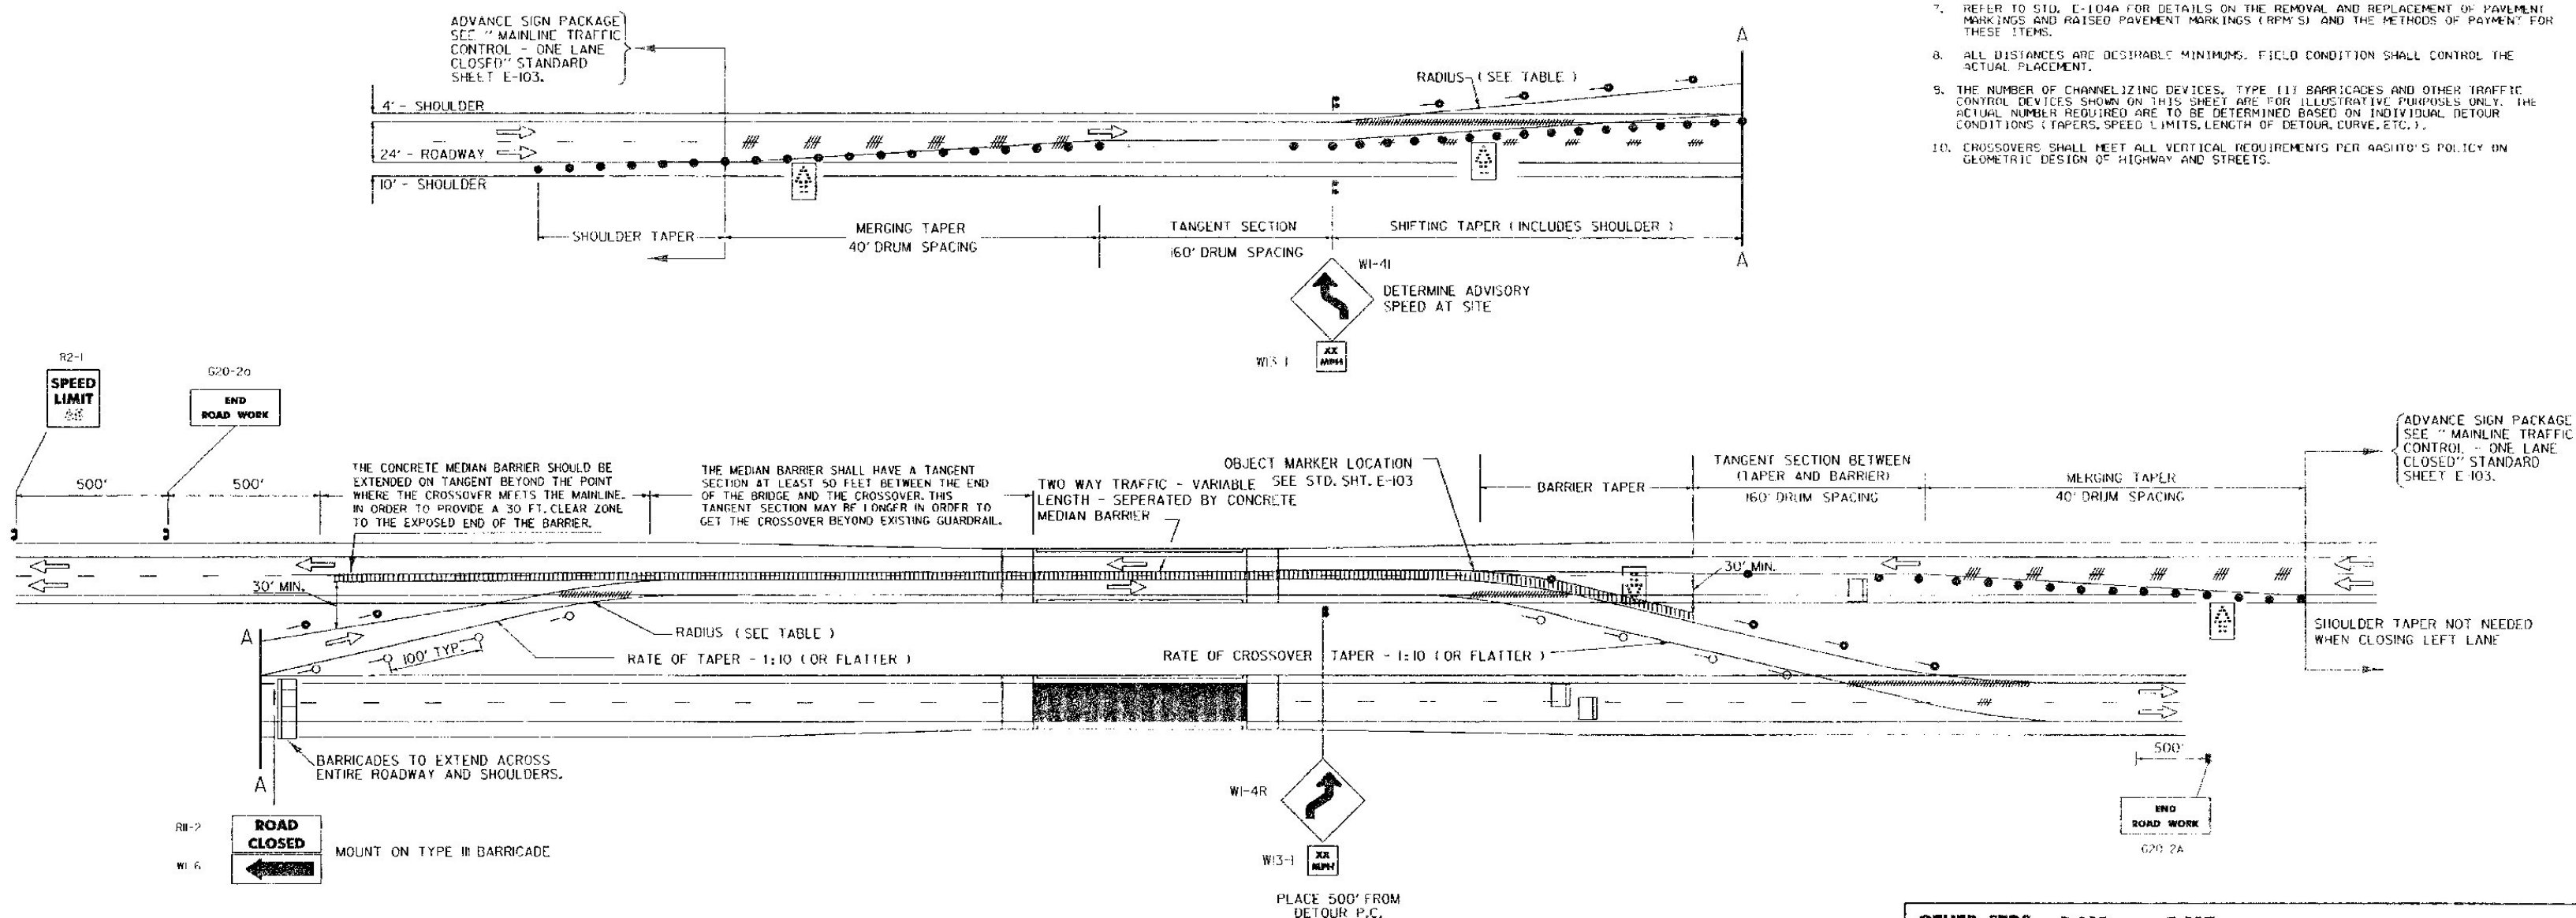 ADVANCE SIGN PACKAGE
SEE " MAINLINE TRAFFIC
CONTROL - ONE LANE
CLOSED" STANDARD
SHEET E-103.
4' - SHOULDER
24' - ROADWAY
10' - SHOULDER
RADIUS (SEE TABLE )
A
SHOULDER TAPER
MERGING TAPER
40' DRUM SPACING
TANGENT SECTION
160' DRUM SPACING
SHIFTING TAPER (INCLUDES SHOULDER )
A
DETERMINE ADVISORY
SPEED AT SITE
W13-1
XX
MPH
7. REFER TO STD. E-104A FOR DETAILS ON THE REMOVAL AND REPLACEMENT OF PAVEMENT
MARKINGS AND RAISED PAVEMENT MARKINGS (RPM'S) AND THE METHODS OF PAYMENT FOR
THESE ITEMS.
8. ALL DISTANCES ARE DESIRABLE MINIMUMS. FIELD CONDITION SHALL CONTROL THE
ACTUAL PLACEMENT.
9. THE NUMBER OF CHANNELIZING DEVICES, TYPE III BARRICADES AND OTHER TRAFFIC
CONTROL DEVICES SHOWN ON THIS SHEET ARE FOR ILLUSTRATIVE PURPOSES ONLY. THE
ACTUAL NUMBER REQUIRED ARE TO BE DETERMINED BASED ON INDIVIDUAL DETOUR
CONDITIONS (TAPERS, SPEED LIMITS, LENGTH OF DETOUR, CURVE, ETC.).
10. CROSSOVERS SHALL MEET ALL VERTICAL REQUIREMENTS PER AASHTO'S POLICY ON
GEOMETRIC DESIGN OF HIGHWAY AND STREETS.
R2-1
SPEED
LIMIT
G20-2a
END
ROAD WORK
500'
500'
THE CONCRETE MEDIAN BARRIER SHOULD BE
EXTENDED ON TANGENT BEYOND THE POINT
WHERE THE CROSSOVER MEETS THE MAINLINE.
IN ORDER TO PROVIDE A 30 FT. CLEAR ZONE
TO THE EXPOSED END OF THE BARRIER.
THE MEDIAN BARRIER SHALL HAVE A TANGENT
SECTION AT LEAST 50 FEET BETWEEN THE END
OF THE BRIDGE AND THE CROSSOVER. THIS
TANGENT SECTION MAY BE LONGER IN ORDER TO
GET THE CROSSOVER BEYOND EXISTING GUARDRAIL.
TWO WAY TRAFFIC - VARIABLE
LENGTH - SEPERATED BY CONCRETE
MEDIAN BARRIER
OBJECT MARKER LOCATION
SEE STD. SHT. E-103
BARRIER TAPER
TANGENT SECTION BETWEEN
(TAPER AND BARRIER)
160' DRUM SPACING
MERGING TAPER
40' DRUM SPACING
ADVANCE SIGN PACKAGE
SEE " MAINLINE TRAFFIC
CONTROL - ONE LANE
CLOSED" STANDARD
SHEET E-103.
30' MIN.
30' MIN.
A
RADIUS (SEE TABLE )
100' TYP.
RATE OF TAPER - 1:10 (OR FLATTER )
RATE OF CROSSOVER TAPER - 1:10 (OR FLATTER )
SHOULDER TAPER NOT NEEDED
WHEN CLOSING LEFT LANE
BARRICADES TO EXTEND ACROSS
ENTIRE ROADWAY AND SHOULDERS.
A
500'
END
ROAD WORK
G20-2A
R11-2
ROAD
CLOSED
W1-6
MOUNT ON TYPE III BARRICADE
W1-4R
W13-1
XX
MPH
PLACE 500' FROM
DETOUR P.C.